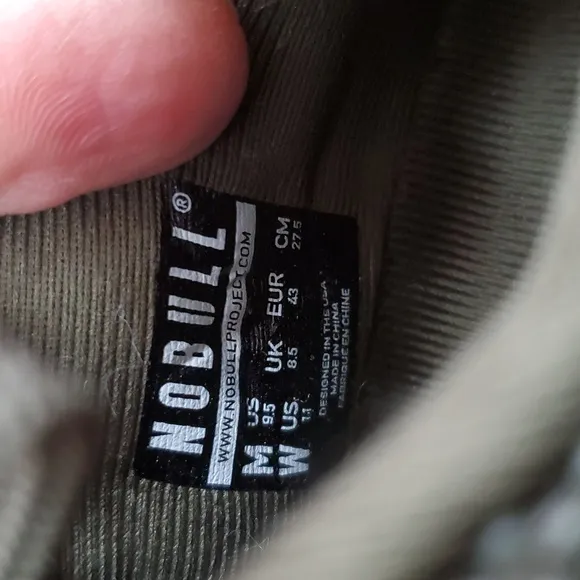 NOBULL®
WWW.NOBULLPROJECT.COM
M US UK EUR CM
9.5 8.5 43 27.5
W US
11
DESIGNED IN THE USA
MADE IN CHINA
FABRIQUE EN CHINE